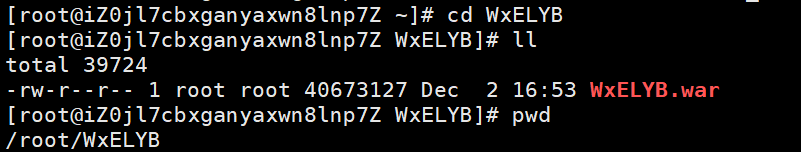 [root@iZ0jl7cbxganyaxwn8lnp7Z ~]# cd WxELYB
[root@iZ0jl7cbxganyaxwn8lnp7Z WxELYB]# ll
total 39724
-rw-r--r-- 1 root root 40673127 Dec  2 16:53 WxELYB.war
[root@iZ0jl7cbxganyaxwn8lnp7Z WxELYB]# pwd
/root/WxELYB